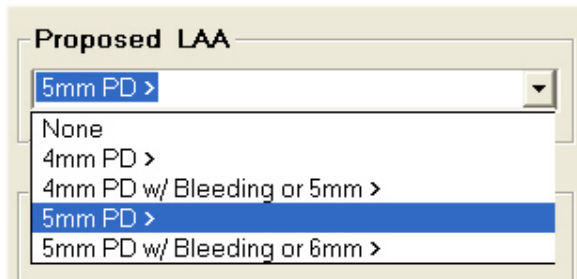 Proposed LAA
5mm PD >
None
4mm PD >
4mm PD w/ Bleeding or 5mm >
5mm PD >
5mm PD w/ Bleeding or 6mm >